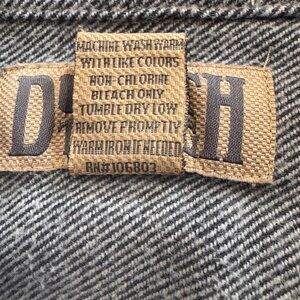 MACHINE WASH WARM
WITH LIKE COLORS
NON-CHLORINE
BLEACH ONLY
TUMBLE DRY LOW
REMOVE PROMPTLY
WARM IRON IF NEEDED
RN#106803